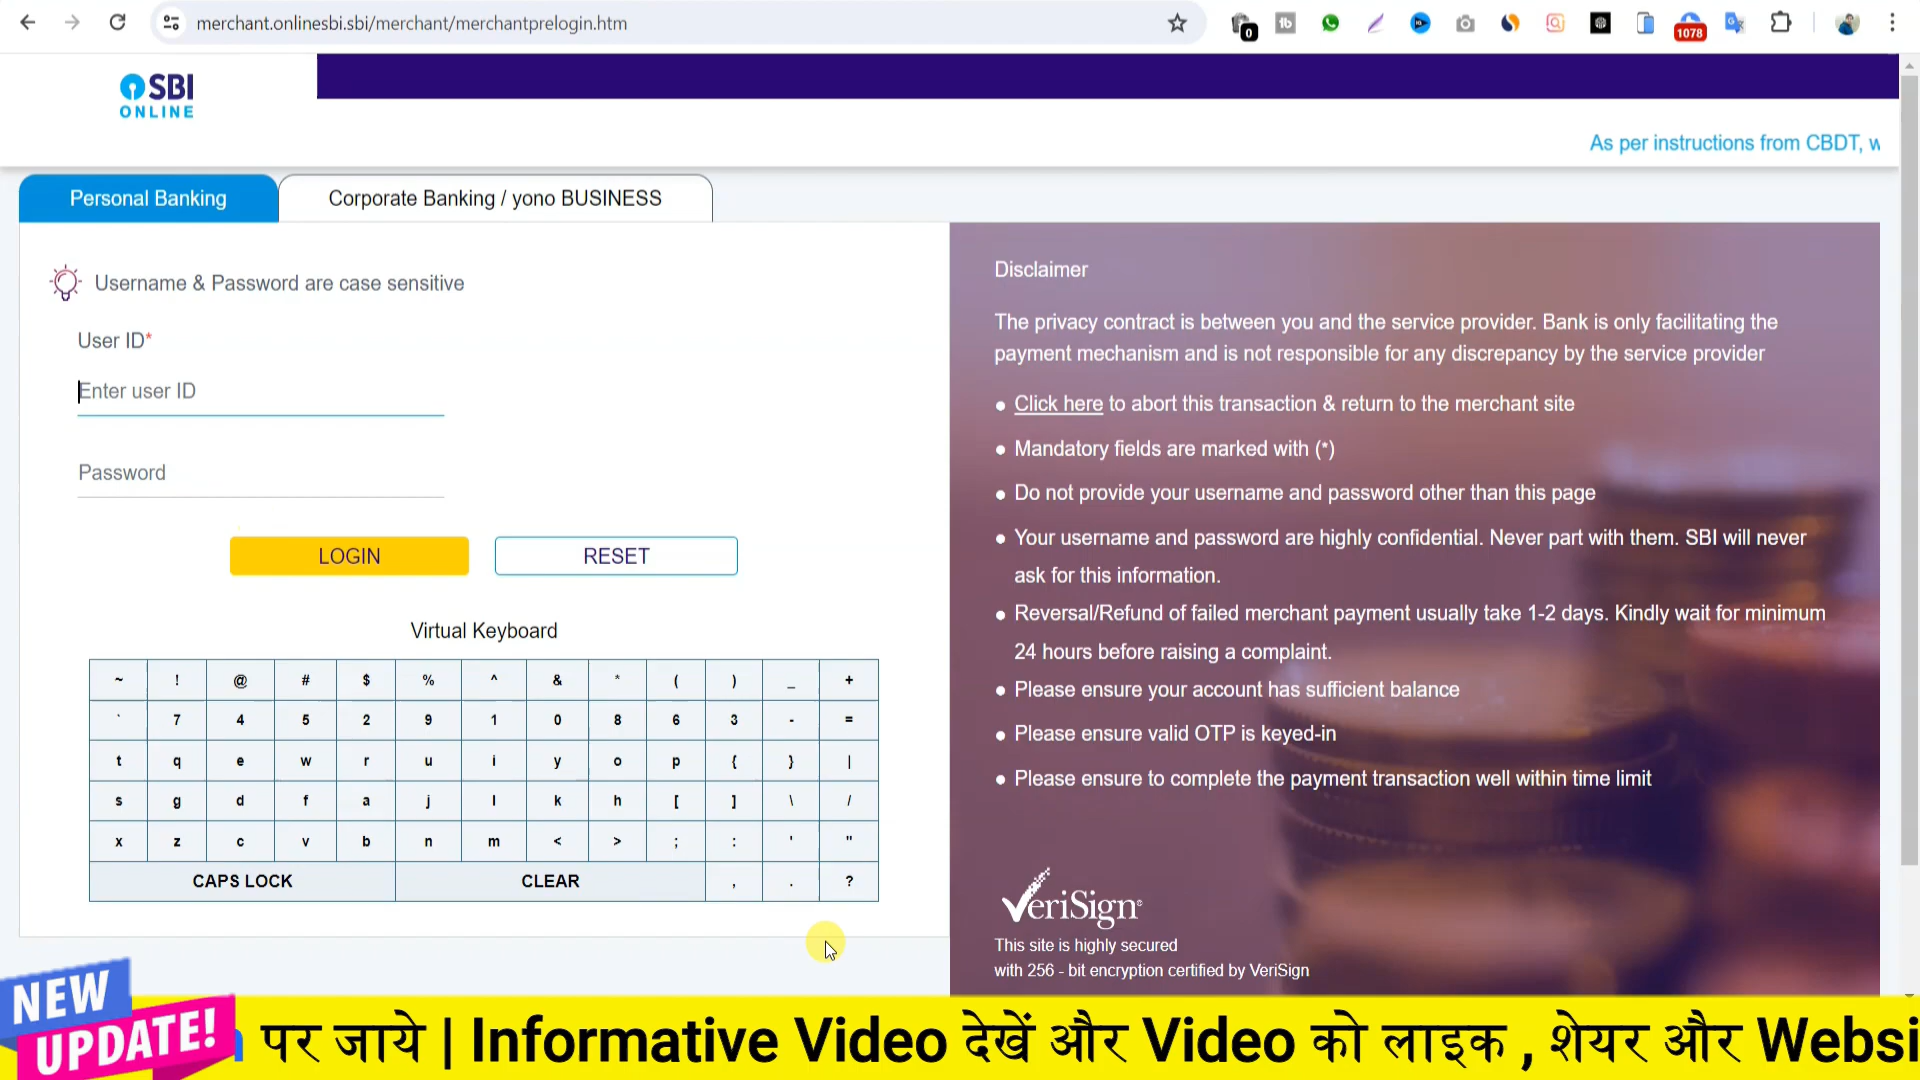 merchant.onlinesbi.sbi/merchant/merchantprelogin.htm
0
1078
SBI
ONLINE
As per instructions from CBDT, w
Personal Banking
Corporate Banking / yono BUSINESS
Username & Password are case sensitive
User ID*
Enter user ID
Password
LOGIN RESET
Virtual Keyboard
~ ! @ # $ % ^ & * ( ) _ +
` 7 4 5 2 9 1 0 8 6 3 - =
t q e w r u i y o p { } |
s g d f a j l k h [ ] \ /
x z c v b n m < > ; : ' "
CAPS LOCK CLEAR , . ?
Disclaimer
The privacy contract is between you and the service provider. Bank is only facilitating the
payment mechanism and is not responsible for any discrepancy by the service provider
● Click here to abort this transaction & return to the merchant site
● Mandatory fields are marked with (*)
● Do not provide your username and password other than this page
● Your username and password are highly confidential. Never part with them. SBI will never
ask for this information.
● Reversal/Refund of failed merchant payment usually take 1-2 days. Kindly wait for minimum
24 hours before raising a complaint.
● Please ensure your account has sufficient balance
● Please ensure valid OTP is keyed-in
● Please ensure to complete the payment transaction well within time limit
VeriSign
This site is highly secured
with 256 - bit encryption certified by VeriSign
NEW
UPDATE!
पर जाये | Informative Video देखें और Video को लाइक , शेयर और Websi